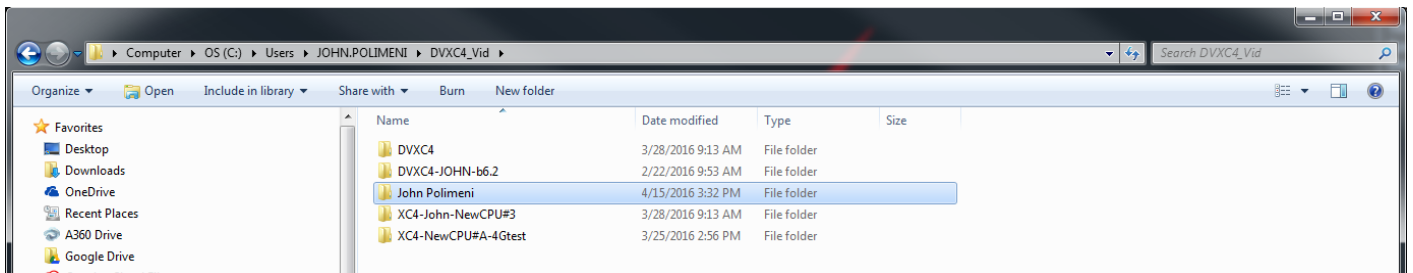 Computer OS (C:) Users JOHN.POLIMENI DVXC4_Vid Search DVXC4_Vid
Organize Open Include in library Share with Burn New folder
Favorites
Desktop
Downloads
OneDrive
Recent Places
A360 Drive
Google Drive
Name Date modified Type Size
DVXC4 3/28/2016 9:13 AM File folder
DVXC4-JOHN-b6.2 2/22/2016 9:53 AM File folder
John Polimeni 4/15/2016 3:32 PM File folder
XC4-John-NewCPU#3 3/28/2016 9:13 AM File folder
XC4-NewCPU#A-4Gtest 3/25/2016 2:56 PM File folder